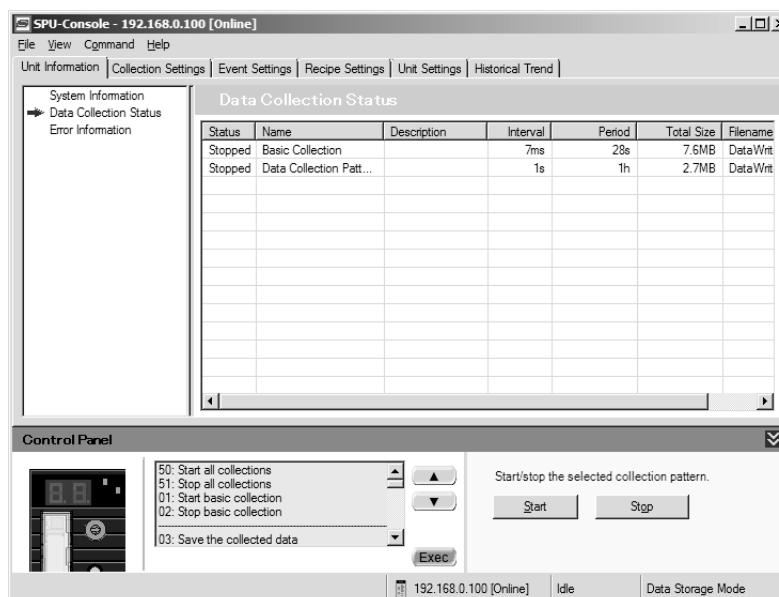 SPU-Console - 192.168.0.100 [Online]
File View Command Help
Unit Information Collection Settings Event Settings Recipe Settings Unit Settings Historical Trend
System Information
Data Collection Status
Error Information
Data Collection Status
Status Name Description Interval Period Total Size Filename
Stopped Basic Collection 7ms 28s 7.6MB DataWrit
Stopped Data Collection Patt... 1s 1h 2.7MB DataWrit
Control Panel
50: Start all collections
51: Stop all collections
01: Start basic collection
02: Stop basic collection
03: Save the collected data
Exec
Start/stop the selected collection pattern.
Start Stop
192.168.0.100 [Online] Idle Data Storage Mode